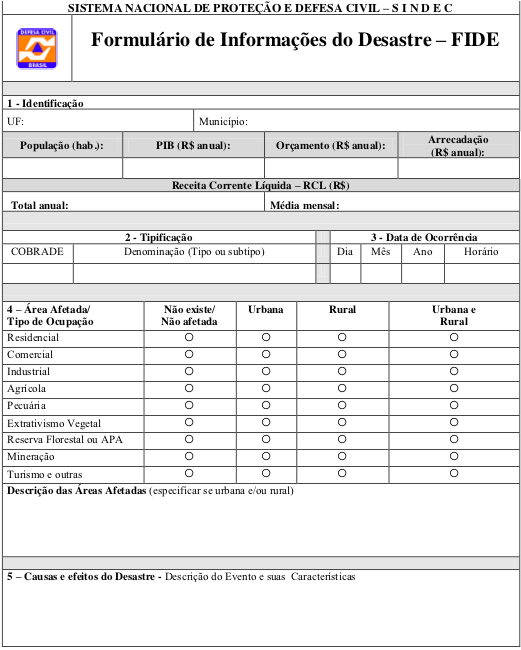 SISTEMA NACIONAL DE PROTEÇÃO E DEFESA CIVIL – S I N D E C
DEFESA CIVIL
BRASIL
Formulário de Informações do Desastre – FIDE
1 - Identificação
UF: Município:
População (hab.): PIB (R$ anual): Orçamento (R$ anual): Arrecadação
(R$ anual):
Receita Corrente Líquida – RCL (R$)
Total anual: Média mensal:
2 - Tipificação 3 - Data de Ocorrência
COBRADE Denominação (Tipo ou subtipo) Dia Mês Ano Horário
4 – Área Afetada/ Não existe/ Urbana Rural Urbana e
Tipo de Ocupação Não afetada Rural
Residencial
Comercial
Industrial
Agrícola
Pecuária
Extrativismo Vegetal
Reserva Florestal ou APA
Mineração
Turismo e outras
Descrição das Áreas Afetadas (especificar se urbana e/ou rural)
5 – Causas e efeitos do Desastre - Descrição do Evento e suas Características